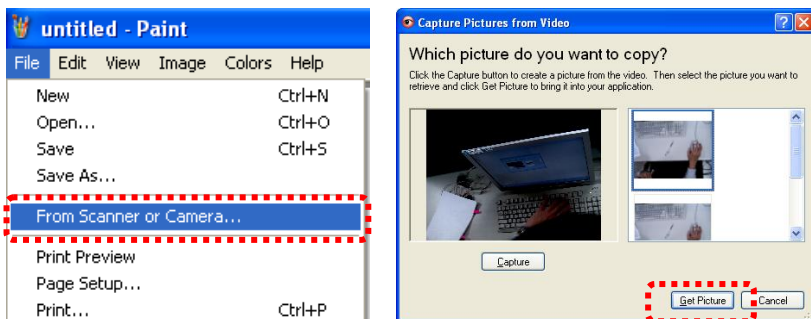 untitled - Paint
File Edit View Image Colors Help
New Ctrl+N
Open... Ctrl+O
Save Ctrl+S
Save As...
From Scanner or Camera...
Print Preview
Page Setup...
Print... Ctrl+P
Capture Pictures from Video
Which picture do you want to copy?
Click the Capture button to create a picture from the video. Then select the picture you want to
retrieve and click Get Picture to bring it into your application.
Capture
Get Picture Cancel